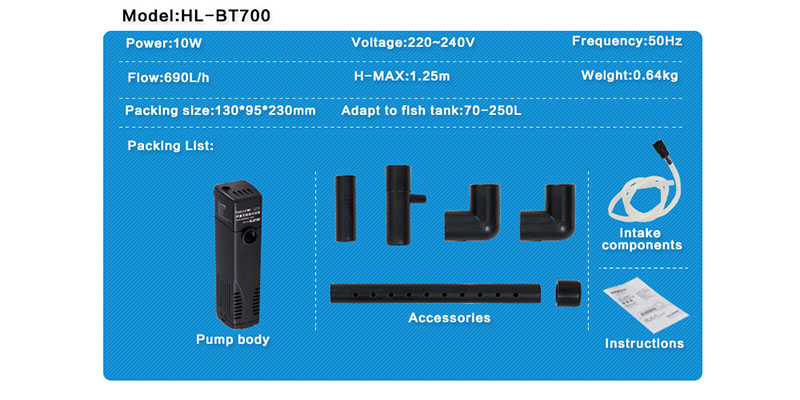 Model:HL-BT700
Power:10W Voltage:220~240V Frequency:50Hz
Flow:690L/h H-MAX:1.25m Weight:0.64kg
Packing size:130*95*230mm Adapt to fish tank:70-250L
Packing List:
Intake
components
Accessories
Pump body
Instructions